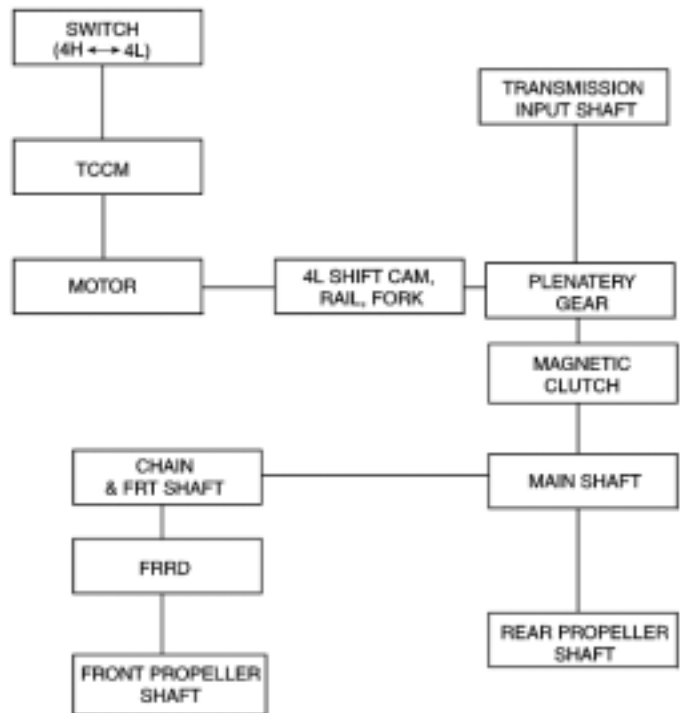 SWITCH
(4H ↔ 4L)
TRANSMISSION
INPUT SHAFT
TCCM
MOTOR
4L SHIFT CAM,
RAIL, FORK
PLENATERY
GEAR
MAGNETIC
CLUTCH
CHAIN
& FRT SHAFT
MAIN SHAFT
FRRD
REAR PROPELLER
SHAFT
FRONT PROPELLER
SHAFT